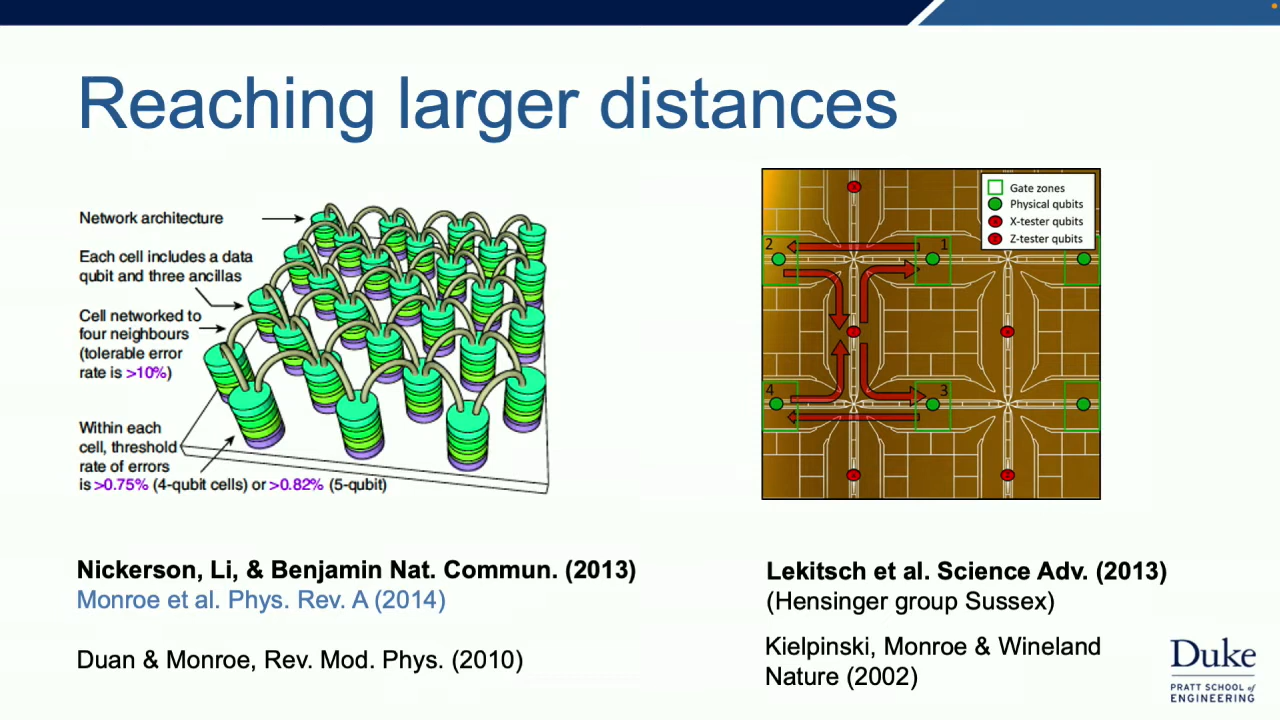 Reaching larger distances
Network architecture
Each cell includes a data
qubit and three ancillas
Cell networked to
four neighbours
(tolerable error
rate is >10%)
Within each
cell, threshold
rate of errors
is >0.75% (4-qubit cells) or >0.82% (5-qubit)
Gate zones
Physical qubits
X-tester qubits
Z-tester qubits
2
1
4
3
Nickerson, Li, & Benjamin Nat. Commun. (2013)
Monroe et al. Phys. Rev. A (2014)
Duan & Monroe, Rev. Mod. Phys. (2010)
Lekitsch et al. Science Adv. (2013)
(Hensinger group Sussex)
Kielpinski, Monroe & Wineland
Nature (2002)
Duke
PRATT SCHOOL of
ENGINEERING